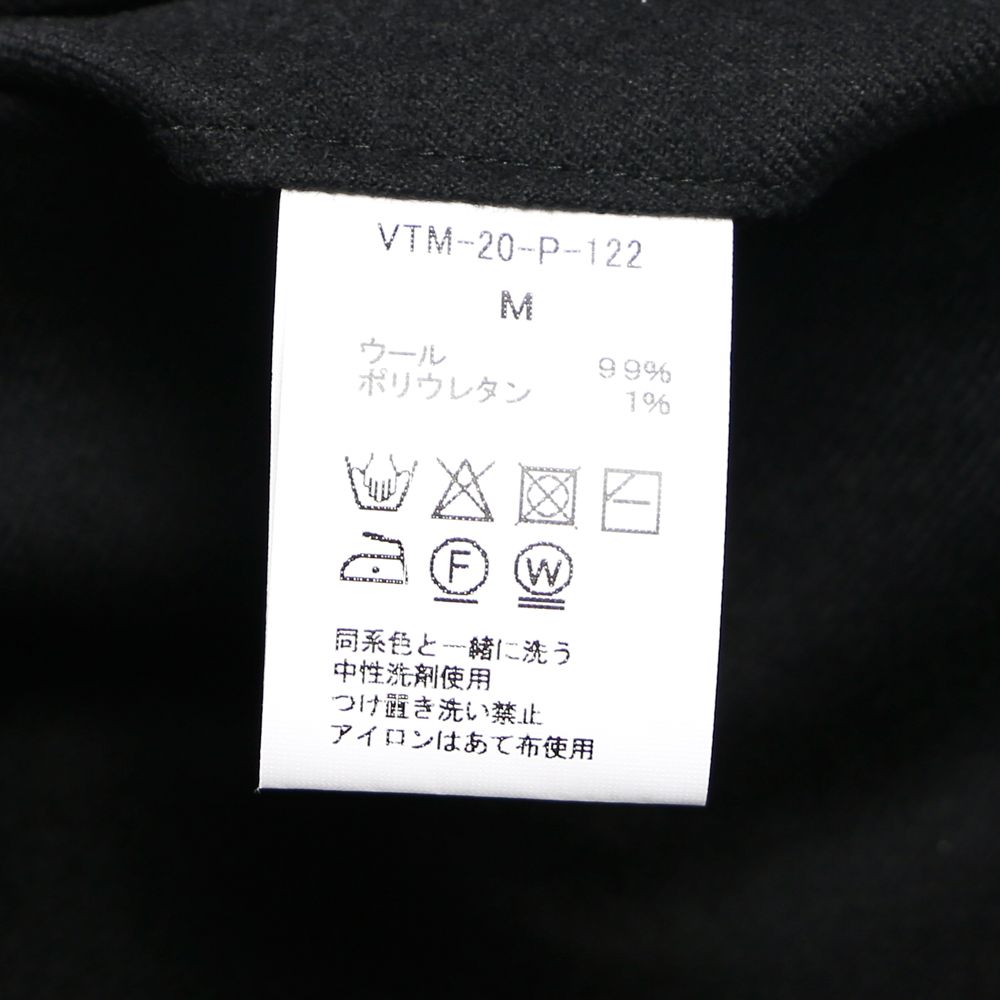 VTM-20-P-122
M
ウール 99%
ポリウレタン 1%
F W
同系色と一緒に洗う
中性洗剤使用
つけ置き洗い禁止
アイロンはあて布使用